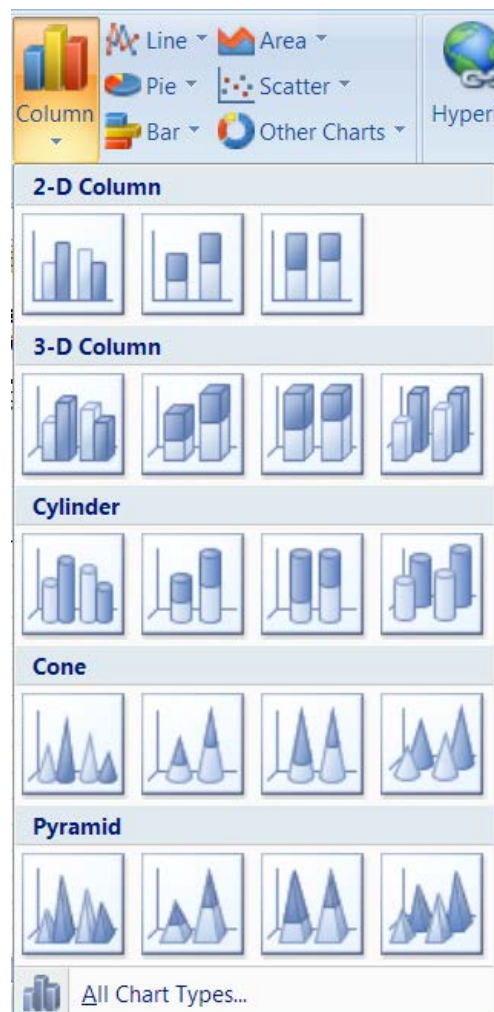 Line
Area
Pie
Scatter
Column
Bar
Other Charts
Hyper
2-D Column
3-D Column
Cylinder
Cone
Pyramid
All Chart Types...